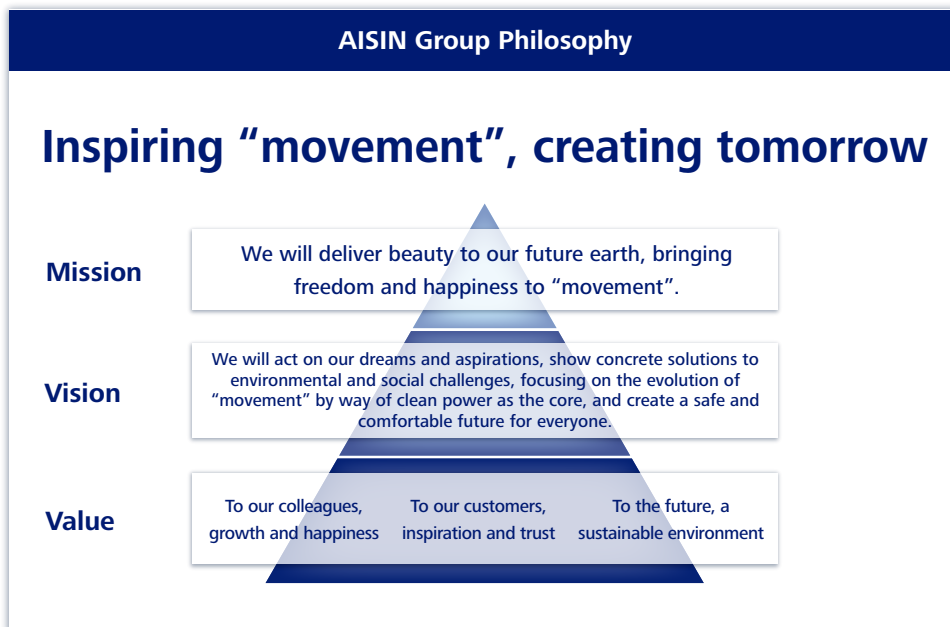 AISIN Group Philosophy
Inspiring “movement”, creating tomorrow
Mission
We will deliver beauty to our future earth, bringing
freedom and happiness to “movement”.
Vision
We will act on our dreams and aspirations, show concrete solutions to
environmental and social challenges, focusing on the evolution of
“movement” by way of clean power as the core, and create a safe and
comfortable future for everyone.
Value
To our colleagues,
growth and happiness
To our customers,
inspiration and trust
To the future, a
sustainable environment